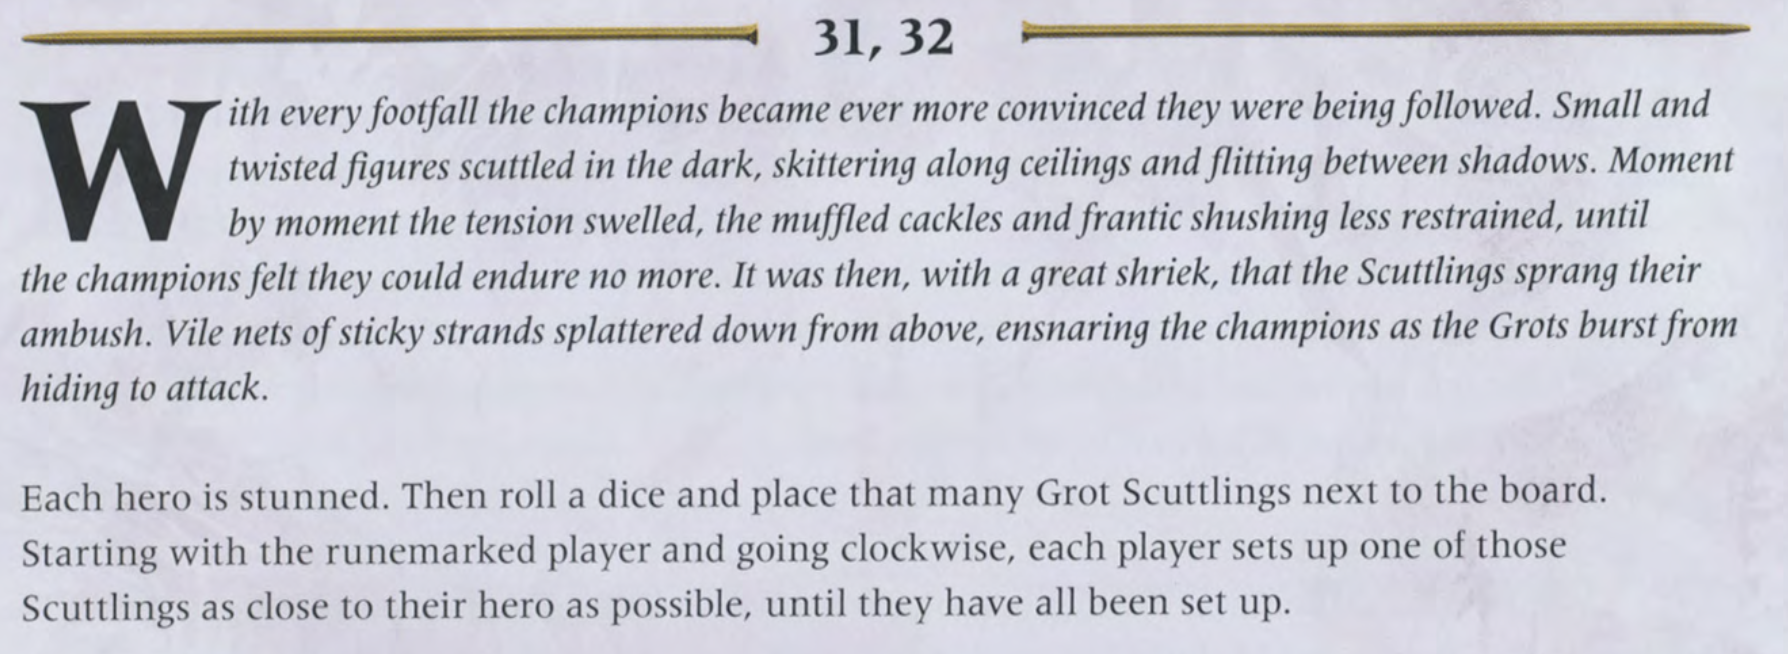 31, 32
With every footfall the champions became ever more convinced they were being followed. Small and
twisted figures scuttled in the dark, skittering along ceilings and flitting between shadows. Moment
by moment the tension swelled, the muffled cackles and frantic shushing less restrained, until
the champions felt they could endure no more. It was then, with a great shriek, that the Scuttlings sprang their
ambush. Vile nets of sticky strands splattered down from above, ensnaring the champions as the Grots burst from
hiding to attack.
Each hero is stunned. Then roll a dice and place that many Grot Scuttlings next to the board.
Starting with the runemarked player and going clockwise, each player sets up one of those
Scuttlings as close to their hero as possible, until they have all been set up.